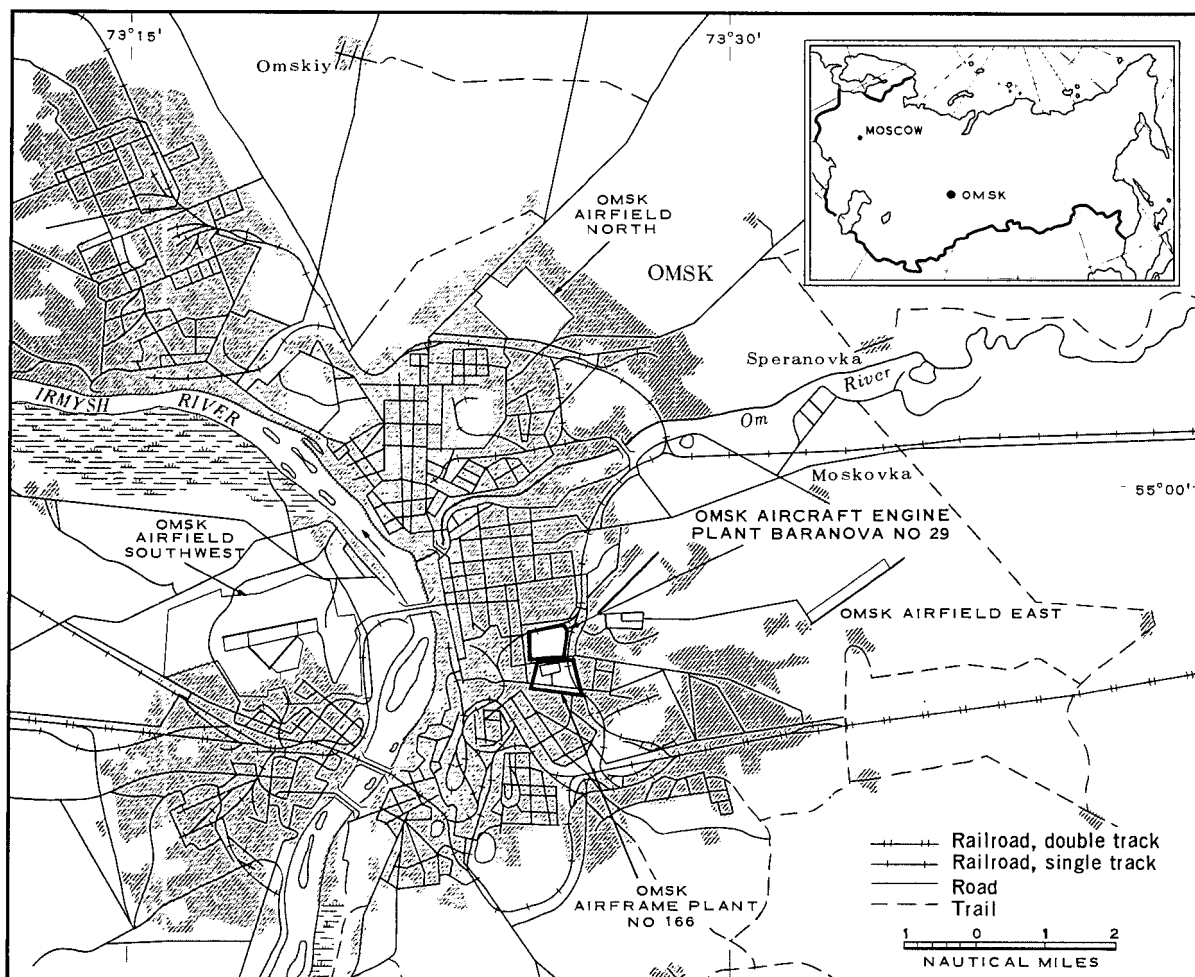 73°15'
73°30'
Omskiy
MOSCOW
OMSK
OMSK
AIRFIELD
NORTH
OMSK
Speranovka
River
Om
IRMYSH RIVER
Moskovka
55°00'
OMSK
AIRFIELD
SOUTHWEST
OMSK AIRCRAFT ENGINE
PLANT BARANOVA NO 29
OMSK AIRFIELD EAST
OMSK
AIRFRAME PLANT
NO 166
Railroad, double track
Railroad, single track
Road
Trail
1 0 1 2
NAUTICAL MILES